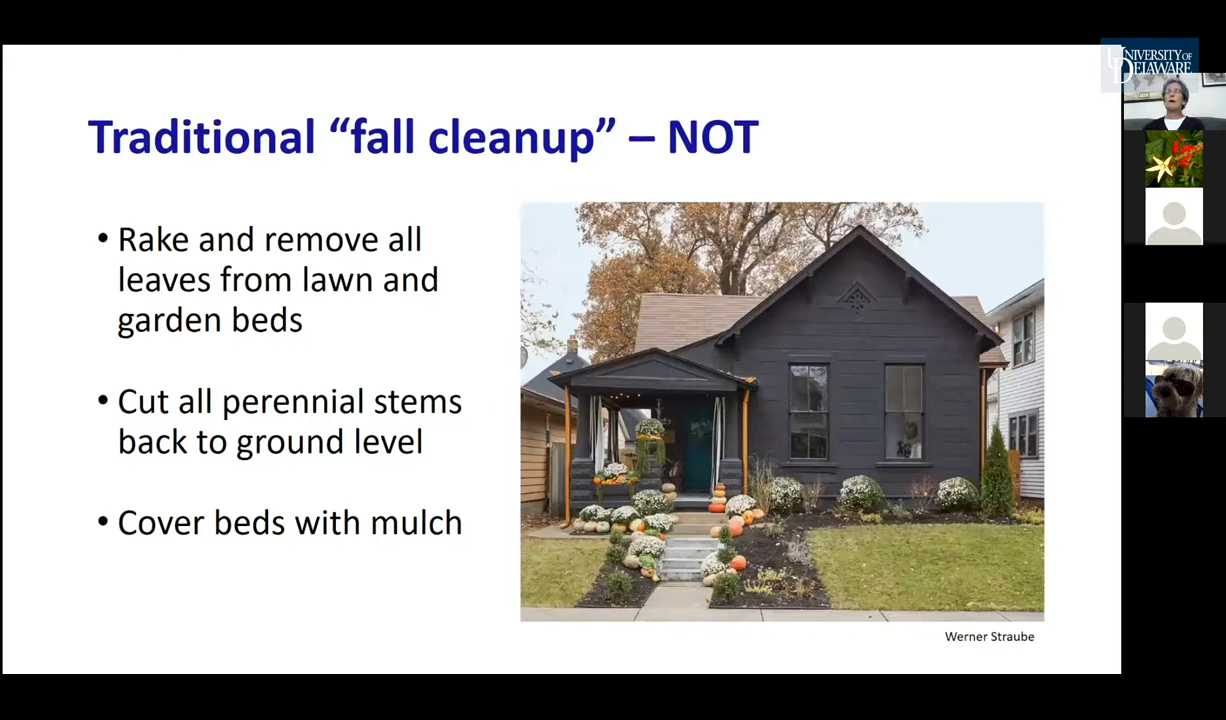 UNIVERSITY OF
DELAWARE
Traditional “fall cleanup” – NOT
• Rake and remove all
leaves from lawn and
garden beds
• Cut all perennial stems
back to ground level
• Cover beds with mulch
Werner Straube